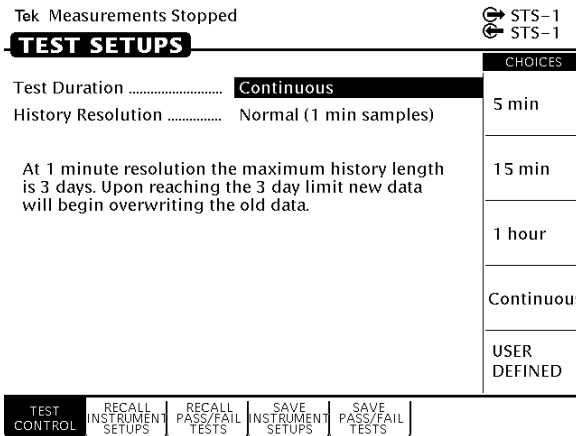 Tek Measurements Stopped
STS-1
STS-1
TEST SETUPS
CHOICES
Test Duration .......................... Continuous
History Resolution ............... Normal (1 min samples)
At 1 minute resolution the maximum history length
is 3 days. Upon reaching the 3 day limit new data
will begin overwriting the old data.
5 min
15 min
1 hour
Continuous
USER
DEFINED
TEST
CONTROL
RECALL
INSTRUMENT
SETUPS
RECALL
PASS/FAIL
TESTS
SAVE
INSTRUMENT
SETUPS
SAVE
PASS/FAIL
TESTS